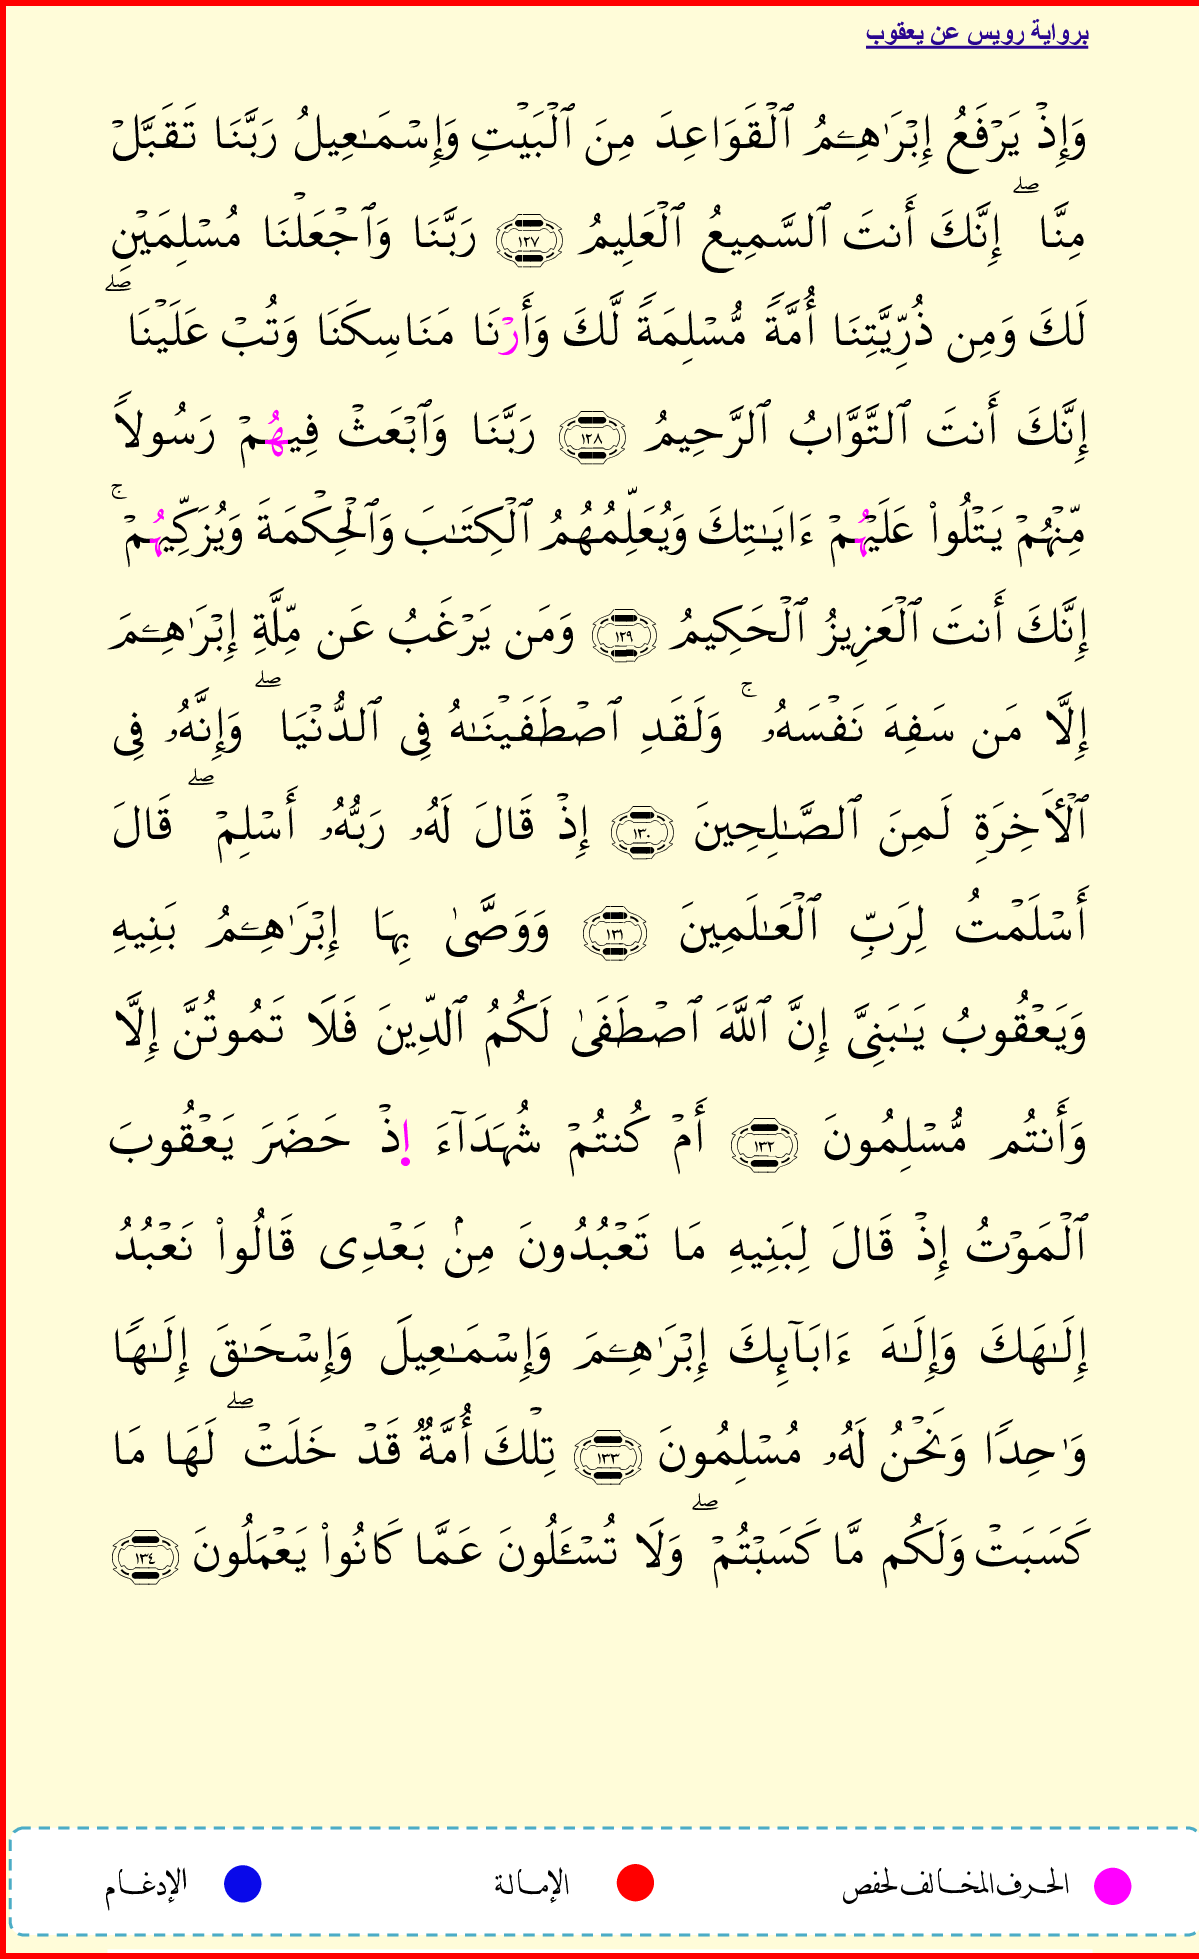 برواية رويس عن يعقوب
وَإِذْ يَرْفَعُ إِبْرَٰهِـۧمُ ٱلْقَوَاعِدَ مِنَ ٱلْبَيْتِ وَإِسْمَـٰعِيلُ رَبَّنَا تَقَبَّلْ
مِنَّا ۖ إِنَّكَ أَنتَ ٱلسَّمِيعُ ٱلْعَلِيمُ ١٢٧ رَبَّنَا وَٱجْعَلْنَا مُسْلِمَيْنِ
لَكَ وَمِن ذُرِّيَّتِنَا أُمَّةً مُّسْلِمَةً لَّكَ وَأَرْنَا مَنَاسِكَنَا وَتُبْ عَلَيْنَا ۖ
إِنَّكَ أَنتَ ٱلتَّوَّابُ ٱلرَّحِيمُ ١٢٨ رَبَّنَا وَٱبْعَثْ فِيهُمْ رَسُولاً
مِّنْهُمْ يَتْلُواْ عَلَيْهُمْ ءَايَـٰتِكَ وَيُعَلِّمُهُمُ ٱلْكِتَـٰبَ وَٱلْحِكْمَةَ وَيُزَكِّيهُمْ ۚ
إِنَّكَ أَنتَ ٱلْعَزِيزُ ٱلْحَكِيمُ ١٢٩ وَمَن يَرْغَبُ عَن مِّلَّةِ إِبْرَٰهِـۧمَ
إِلَّا مَن سَفِهَ نَفْسَهُۥ ۚ وَلَقَدِ ٱصْطَفَيْنَـٰهُ فِى ٱلدُّنْيَا ۖ وَإِنَّهُۥ فِى
ٱلْأَخِرَةِ لَمِنَ ٱلصَّـٰلِحِينَ ١٣٠ إِذْ قَالَ لَهُۥ رَبُّهُۥ أَسْلِمْ ۖ قَالَ
أَسْلَمْتُ لِرَبِّ ٱلْعَـٰلَمِينَ ١٣١ وَوَصَّىٰ بِهَا إِبْرَٰهِـۧمُ بَنِيهِ
وَيَعْقُوبُ يَـٰبَنِىَّ إِنَّ ٱللَّهَ ٱصْطَفَىٰ لَكُمُ ٱلدِّينَ فَلَا تَمُوتُنَّ إِلَّا
وَأَنتُم مُّسْلِمُونَ ١٣٢ أَمْ كُنتُمْ شُهَدَآءَ اِذْ حَضَرَ يَعْقُوبَ
ٱلْمَوْتُ إِذْ قَالَ لِبَنِيهِ مَا تَعْبُدُونَ مِنۢ بَعْدِى قَالُواْ نَعْبُدُ
إِلَـٰهَكَ وَإِلَـٰهَ ءَابَآئِكَ إِبْرَٰهِـۧمَ وَإِسْمَـٰعِيلَ وَإِسْحَـٰقَ إِلَـٰهًا
وَٰحِدًا وَنَحْنُ لَهُۥ مُسْلِمُونَ ١٣٣ تِلْكَ أُمَّةٌ قَدْ خَلَتْ ۖ لَهَا مَا
كَسَبَتْ وَلَكُم مَّا كَسَبْتُمْ ۖ وَلَا تُسْـَٔلُونَ عَمَّا كَانُواْ يَعْمَلُونَ ١٣٤
الحرف المخالف لحفص الإمالة الإدغام